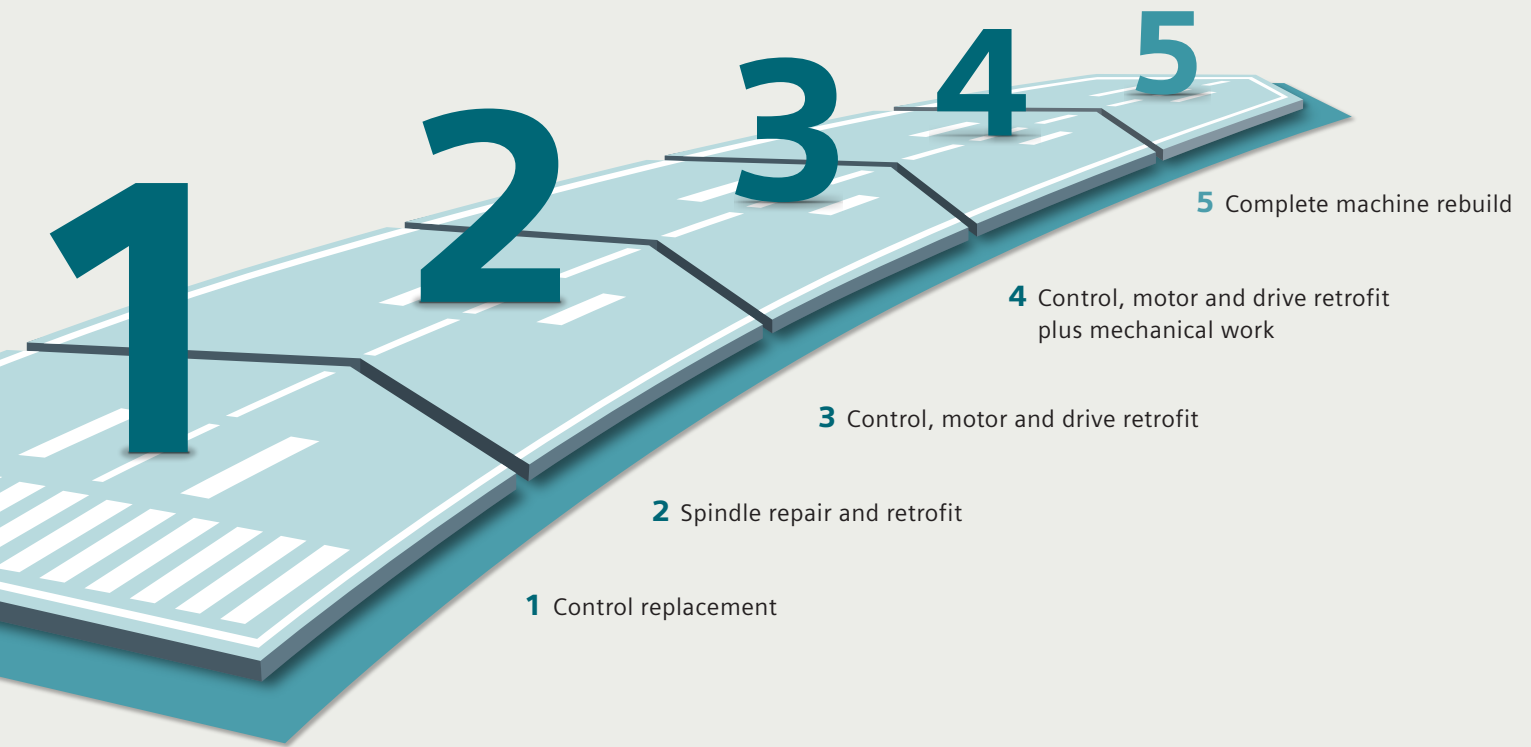 1
2
3
4
5
5 Complete machine rebuild
4 Control, motor and drive retrofit
plus mechanical work
3 Control, motor and drive retrofit
2 Spindle repair and retrofit
1 Control replacement